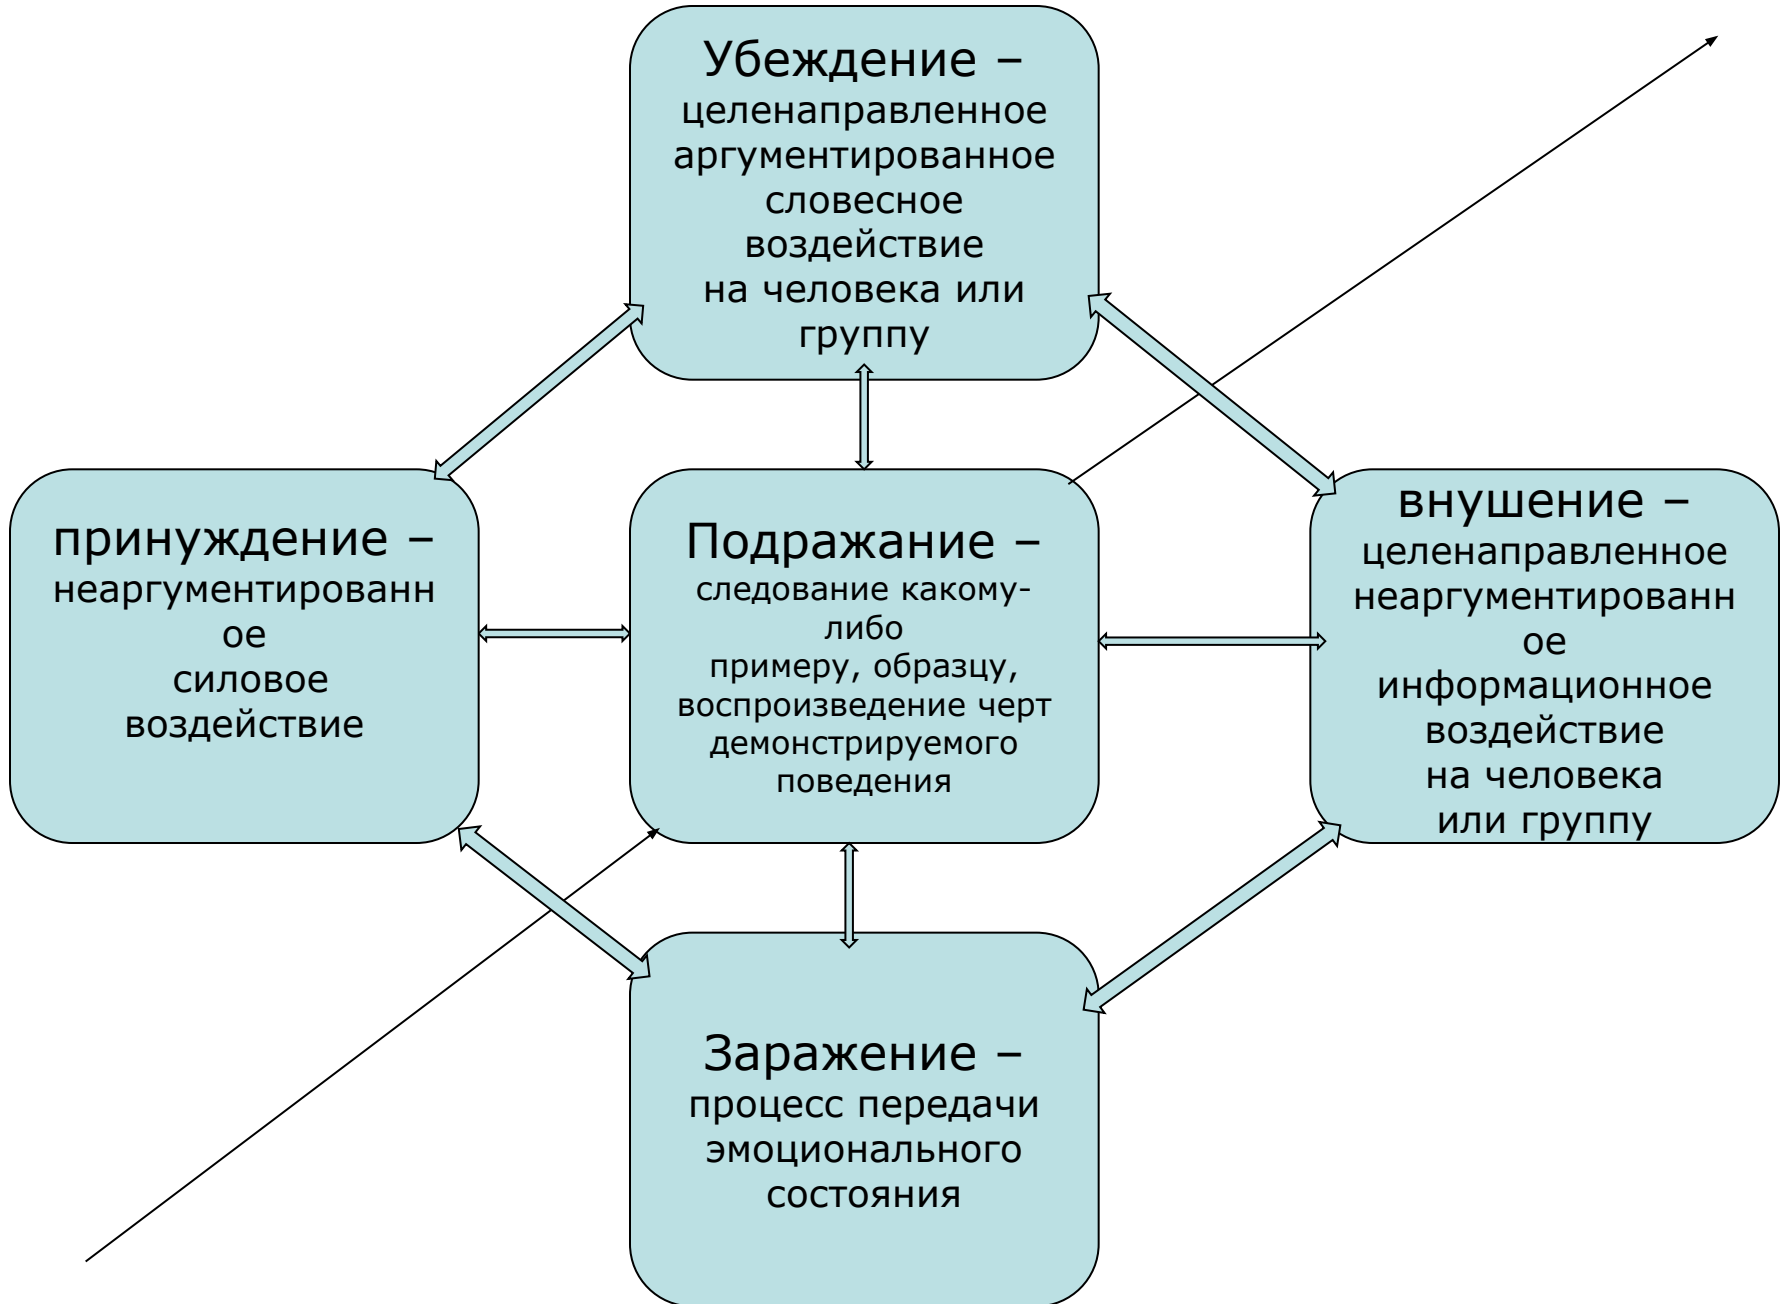 Убеждение –
целенаправленное
аргументированное
словесное
воздействие
на человека или
группу
принуждение –
неаргументированн
ое
силовое
воздействие
Подражание –
следование какому-
либо
примеру, образцу,
воспроизведение черт
демонстрируемого
поведения
внушение –
целенаправленное
неаргументированн
ое
информационное
воздействие
на человека
или группу
Заражение –
процесс передачи
эмоционального
состояния